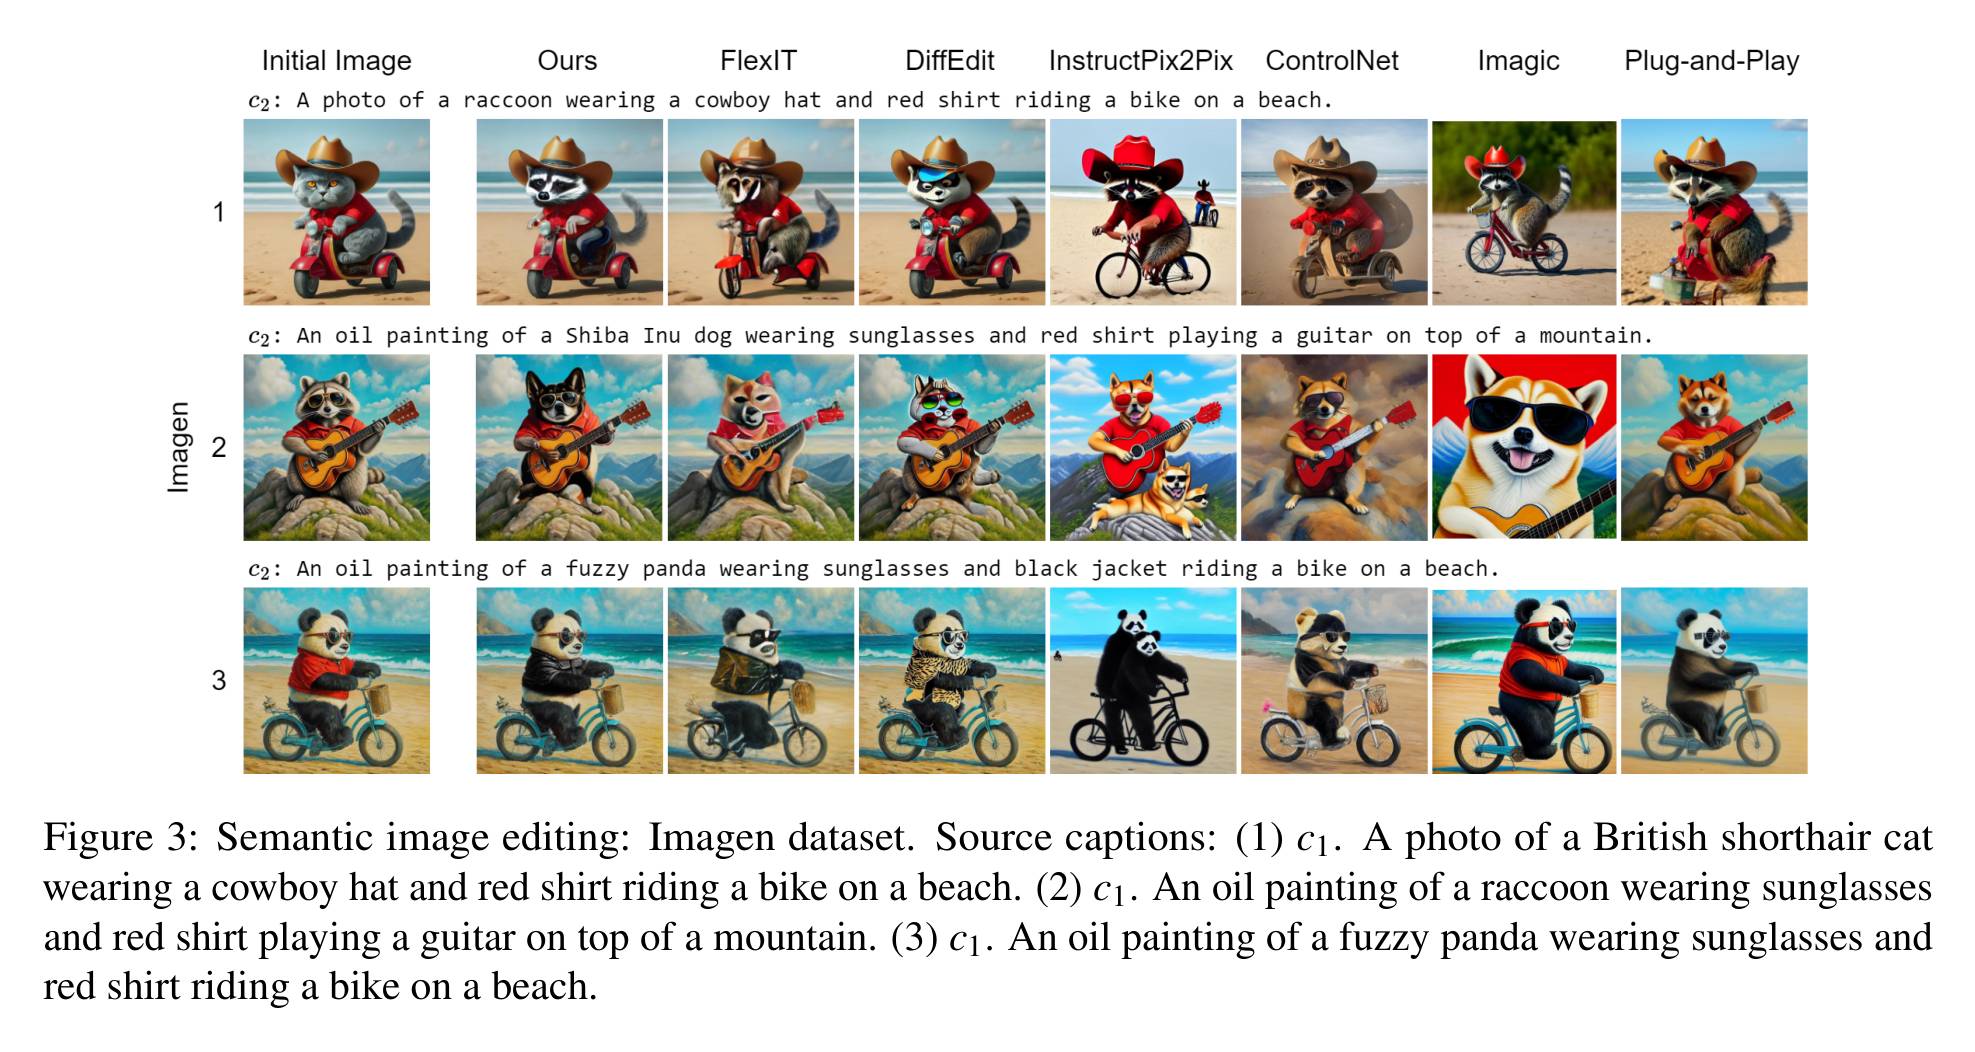 Initial Image Ours FlexIT DiffEdit InstructPix2Pix ControlNet Imagic Plug-and-Play
c₂: A photo of a raccoon wearing a cowboy hat and red shirt riding a bike on a beach.
1
c₂: An oil painting of a Shiba Inu dog wearing sunglasses and red shirt playing a guitar on top of a mountain.
Imagen
2
c₂: An oil painting of a fuzzy panda wearing sunglasses and black jacket riding a bike on a beach.
3
Figure 3: Semantic image editing: Imagen dataset. Source captions: (1) c₁. A photo of a British shorthair cat
wearing a cowboy hat and red shirt riding a bike on a beach. (2) c₁. An oil painting of a raccoon wearing sunglasses
and red shirt playing a guitar on top of a mountain. (3) c₁. An oil painting of a fuzzy panda wearing sunglasses and
red shirt riding a bike on a beach.